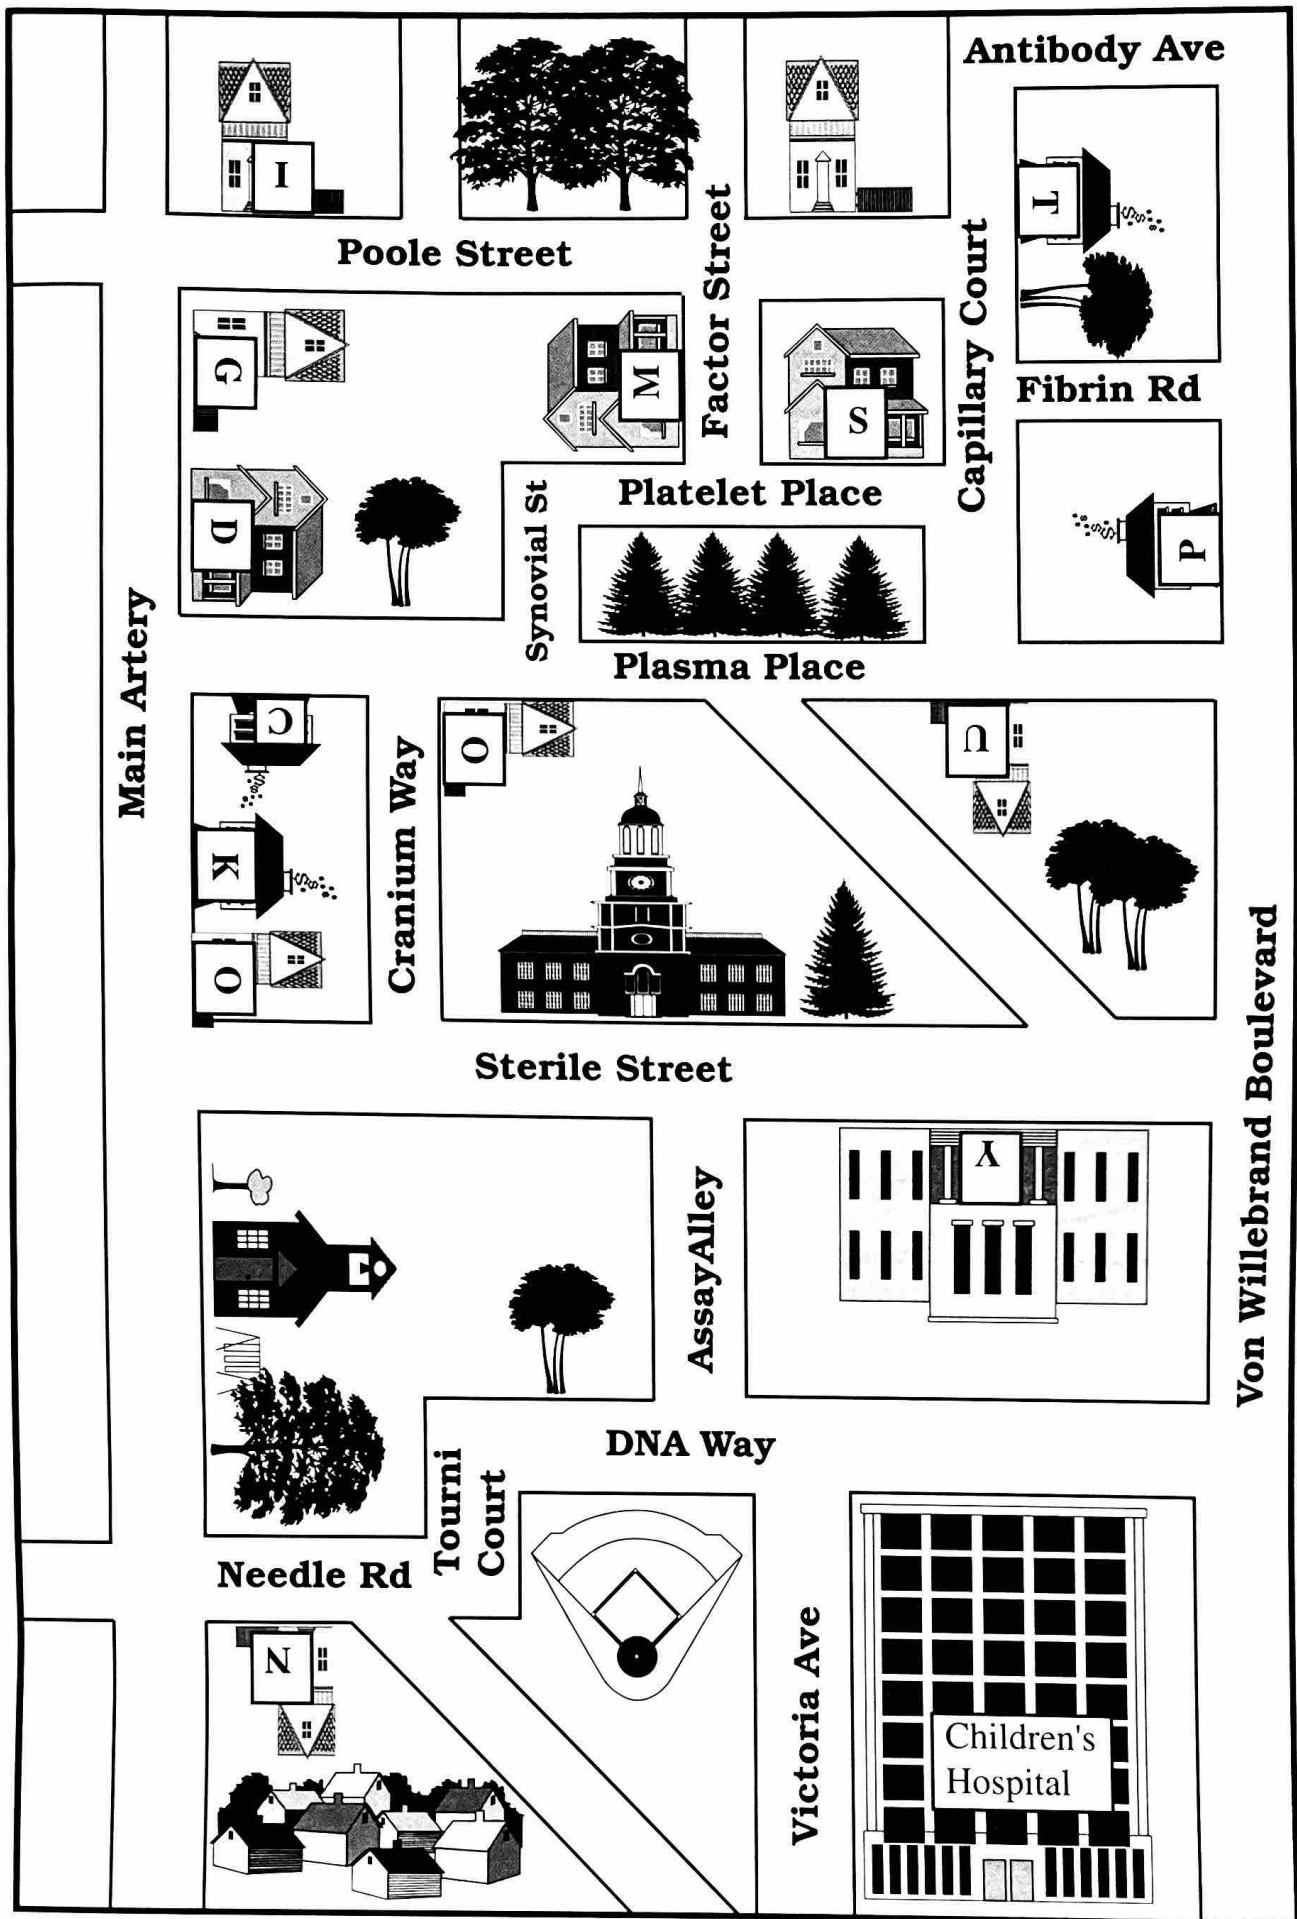 Antibody Ave
I
T
Poole Street
Factor Street
Capillary Court
G
M
S
Fibrin Rd
D
Synovial St
Platelet Place
P
Main Artery
Plasma Place
C
Cranium Way
O
U
K
O
Von Willebrand Boulevard
Sterile Street
AssayAlley
Y
DNA Way
Tourni
Court
Needle Rd
N
Victoria Ave
Children's
Hospital